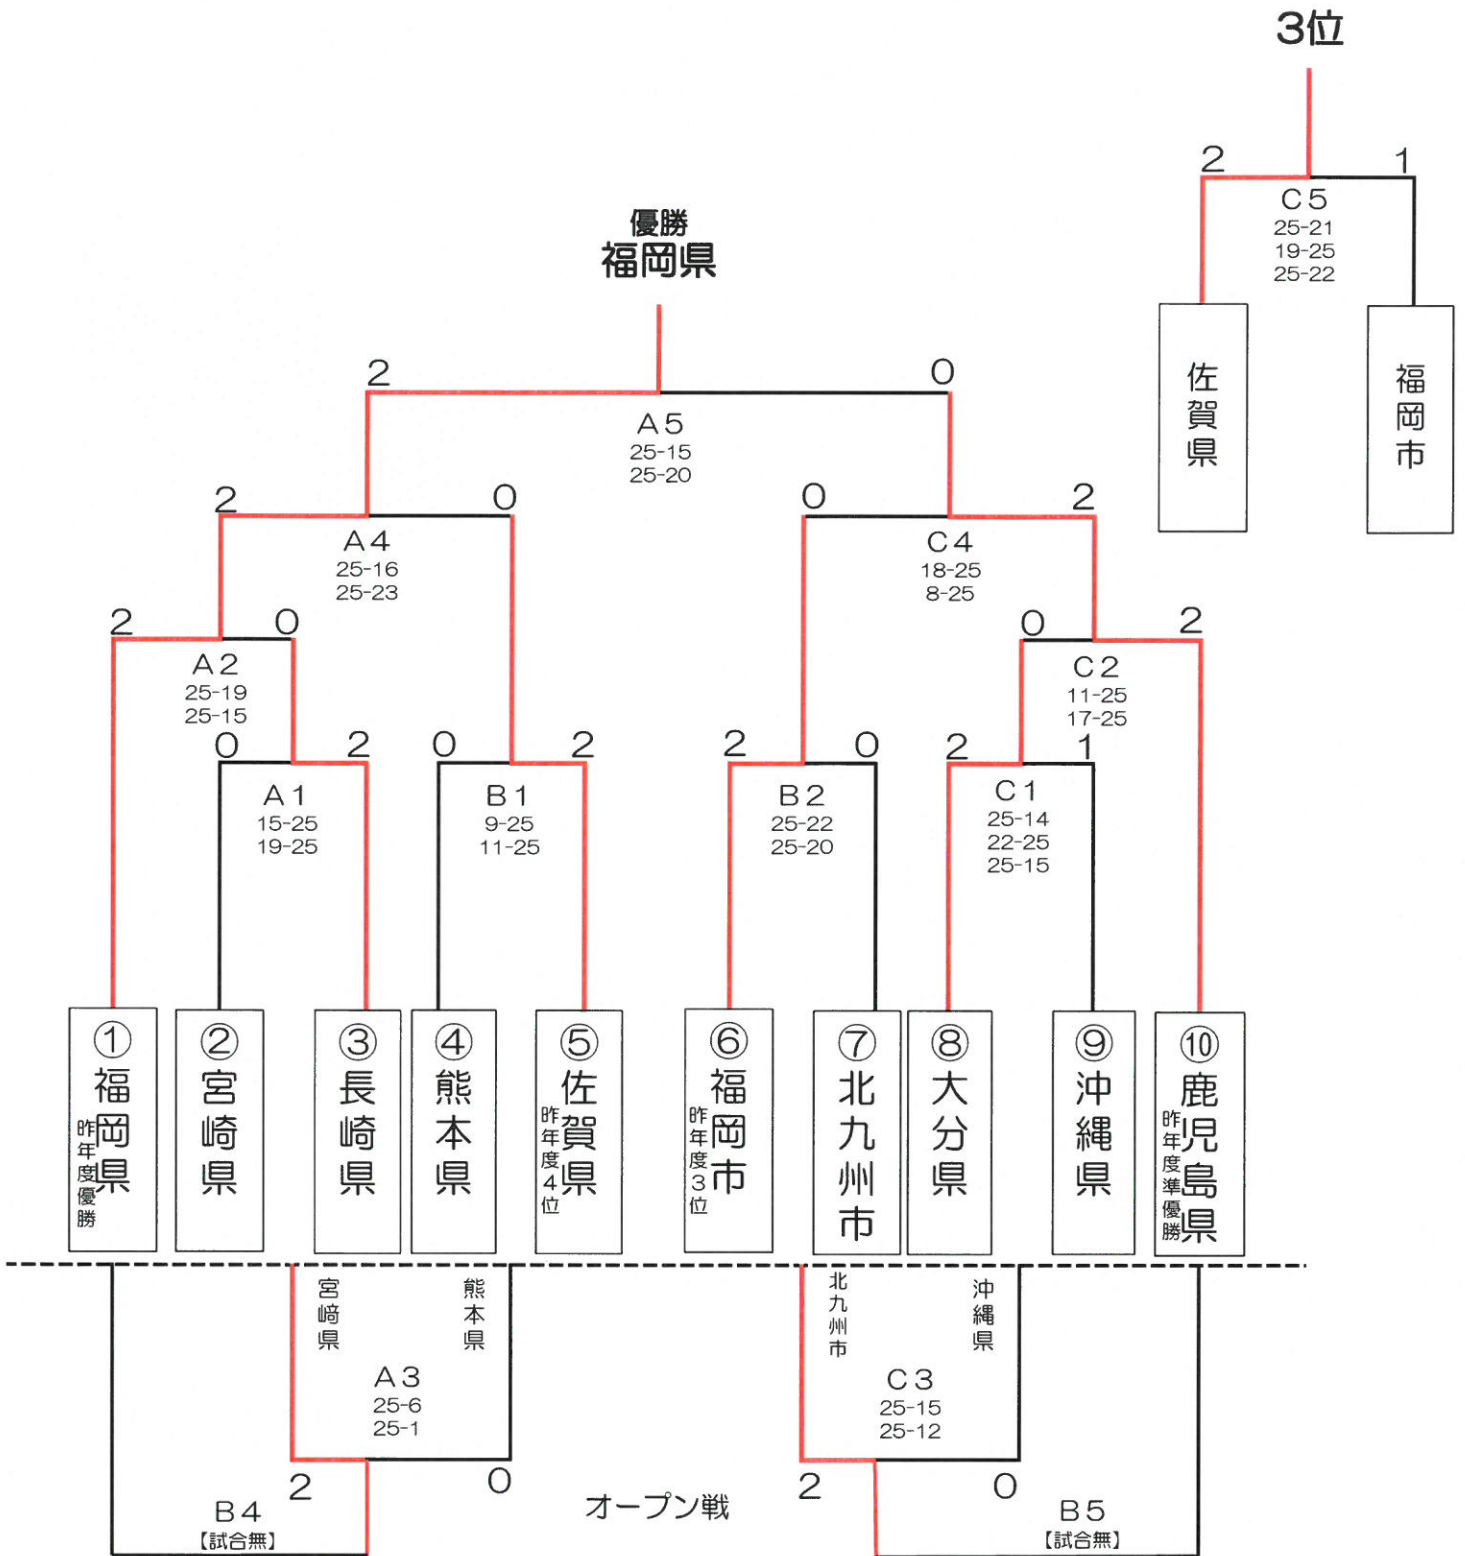 3位
2 1
C5
25-21
19-25
25-22
佐賀県
福岡市
優勝
福岡県
2 0
A5
25-15
25-20
2 0
A4
25-16
25-23
0 2
C4
18-25
8-25
2 0
A2
25-19
25-15
0 2
C2
11-25
17-25
0 2
A1
15-25
19-25
0 2
B1
9-25
11-25
2 0
B2
25-22
25-20
2 1
C1
25-14
22-25
25-15
①福岡県
昨年度優勝
②宮崎県
③長崎県
④熊本県
⑤佐賀県
昨年度4位
⑥福岡市
昨年度3位
⑦北九州市
⑧大分県
⑨沖縄県
⑩鹿児島県
昨年度準優勝
宮﨑県
熊本県
A3
25-6
25-1
2 0
北九州市
沖縄県
C3
25-15
25-12
2 0
オープン戦
B4
【試合無】
B5
【試合無】